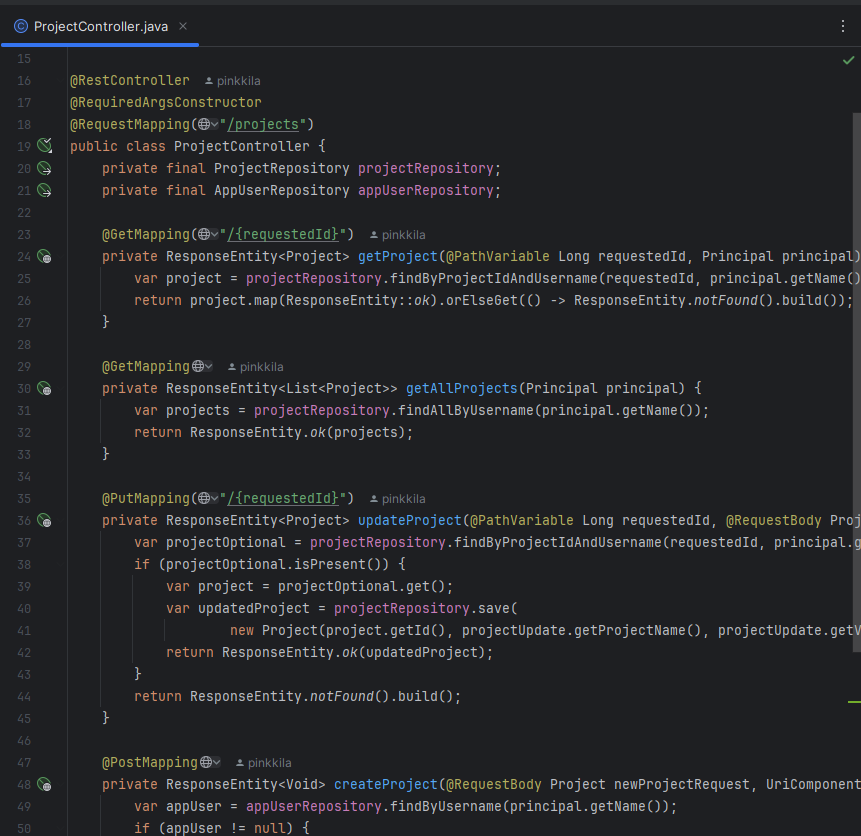 ProjectController.java
15
16 @RestController pinkkila
17 @RequiredArgsConstructor
18 @RequestMapping("/projects")
19 public class ProjectController {
20 private final ProjectRepository projectRepository;
21 private final AppUserRepository appUserRepository;
22
23 @GetMapping("/{requestedId}") pinkkila
24 private ResponseEntity<Project> getProject(@PathVariable Long requestedId, Principal principal)
25 var project = projectRepository.findByProjectIdAndUsername(requestedId, principal.getName()
26 return project.map(ResponseEntity::ok).orElseGet(() -> ResponseEntity.notFound().build());
27 }
28
29 @GetMapping pinkkila
30 private ResponseEntity<List<Project>> getAllProjects(Principal principal) {
31 var projects = projectRepository.findAllByUsername(principal.getName());
32 return ResponseEntity.ok(projects);
33 }
34
35 @PutMapping("/{requestedId}") pinkkila
36 private ResponseEntity<Project> updateProject(@PathVariable Long requestedId, @RequestBody Proj
37 var projectOptional = projectRepository.findByProjectIdAndUsername(requestedId, principal.g
38 if (projectOptional.isPresent()) {
39 var project = projectOptional.get();
40 var updatedProject = projectRepository.save(
41 new Project(project.getId(), projectUpdate.getProjectName(), projectUpdate.getV
42 return ResponseEntity.ok(updatedProject);
43 }
44 return ResponseEntity.notFound().build();
45 }
46
47 @PostMapping pinkkila
48 private ResponseEntity<Void> createProject(@RequestBody Project newProjectRequest, UriComponent
49 var appUser = appUserRepository.findByUsername(principal.getName());
50 if (appUser != null) {